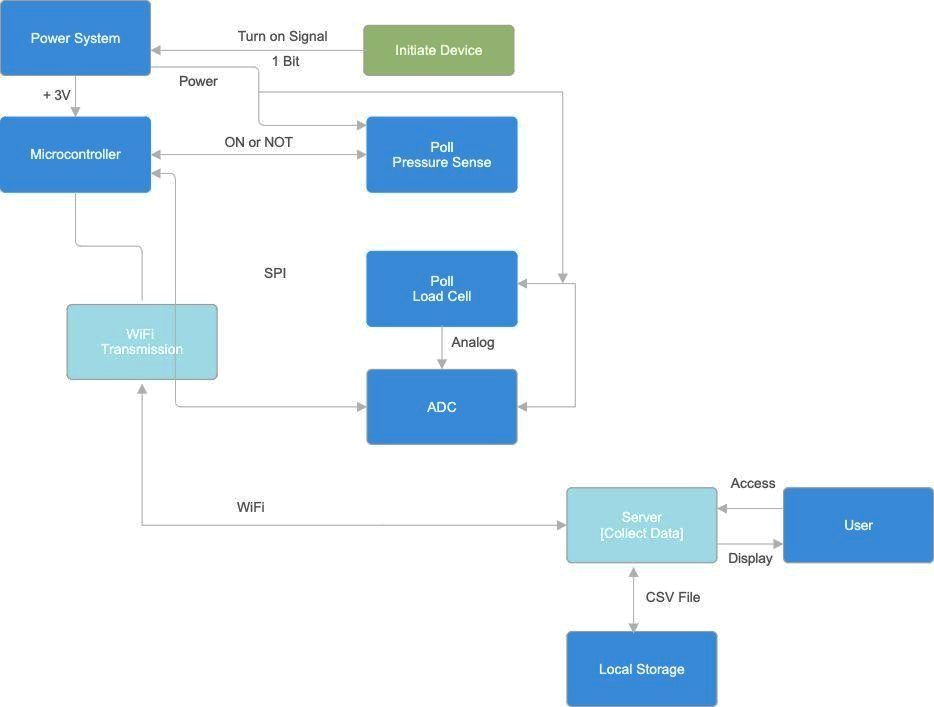 Power System
Turn on Signal
Initiate Device
1 Bit
Power
+ 3V
Microcontroller
ON or NOT
Poll
Pressure Sense
SPI
Poll
Load Cell
WiFi
Transmission
Analog
ADC
WiFi
Access
Server
[Collect Data]
User
Display
CSV File
Local Storage